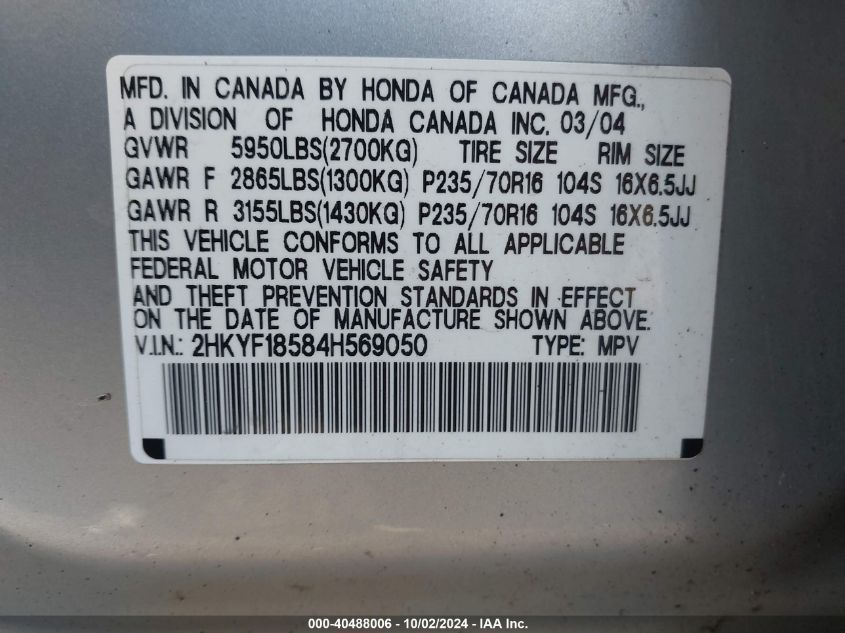 MFD. IN CANADA BY HONDA OF CANADA MFG.,
A DIVISION OF HONDA CANADA INC. 03/04
GVWR 5950LBS(2700KG) TIRE SIZE RIM SIZE
GAWR F 2865LBS(1300KG) P235/70R16 104S 16X6.5JJ
GAWR R 3155LBS(1430KG) P235/70R16 104S 16X6.5JJ
THIS VEHICLE CONFORMS TO ALL APPLICABLE
FEDERAL MOTOR VEHICLE SAFETY
AND THEFT PREVENTION STANDARDS IN EFFECT
ON THE DATE OF MANUFACTURE SHOWN ABOVE.
V.I.N.: 2HKYF18584H569050 TYPE: MPV
000-40488006 - 10/02/2024 - IAA Inc.